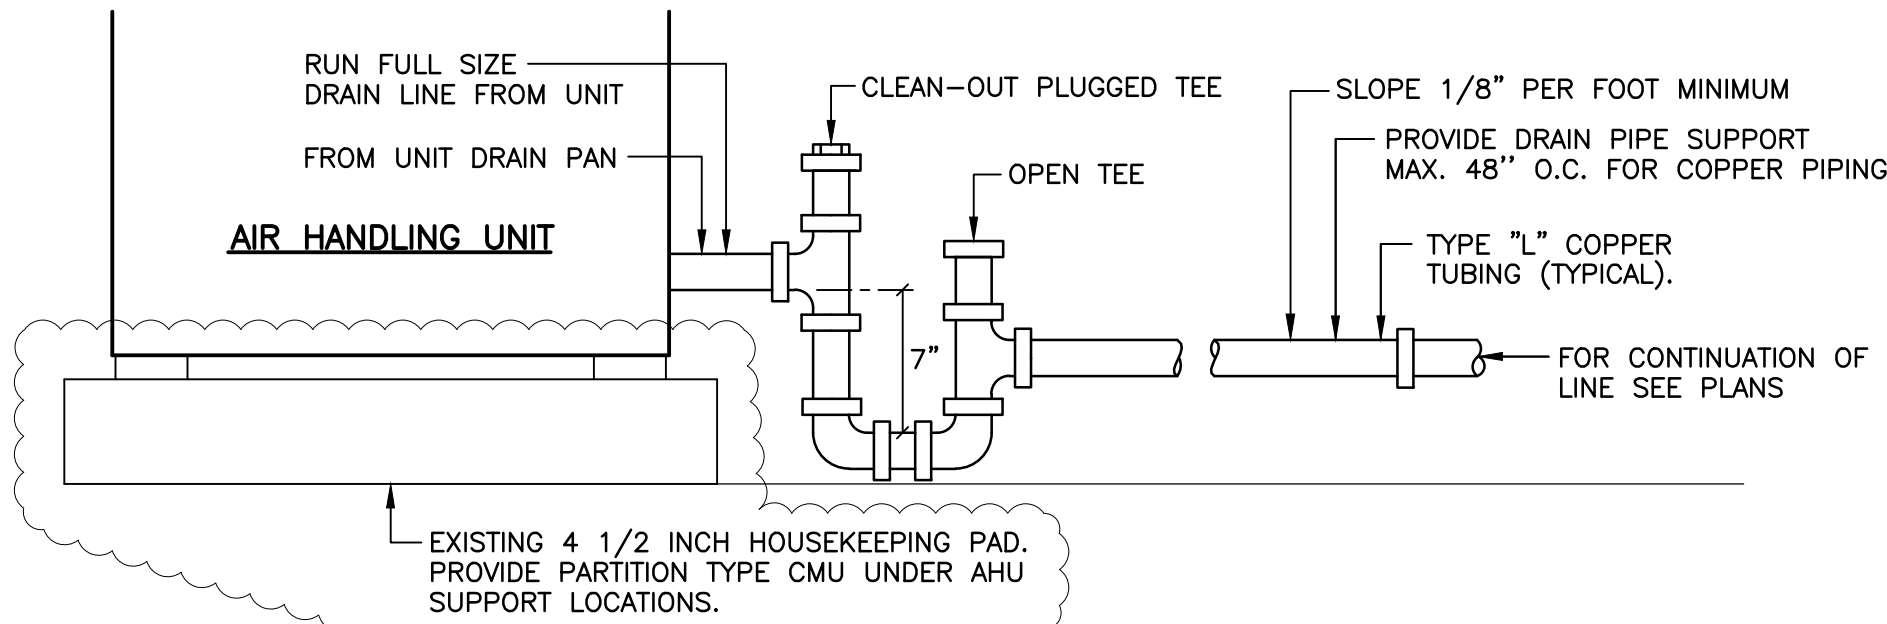 RUN FULL SIZE
DRAIN LINE FROM UNIT
FROM UNIT DRAIN PAN
AIR HANDLING UNIT
CLEAN-OUT PLUGGED TEE
OPEN TEE
7"
SLOPE 1/8" PER FOOT MINIMUM
PROVIDE DRAIN PIPE SUPPORT
MAX. 48'' O.C. FOR COPPER PIPING
TYPE "L" COPPER
TUBING (TYPICAL).
FOR CONTINUATION OF
LINE SEE PLANS
EXISTING 4 1/2 INCH HOUSEKEEPING PAD.
PROVIDE PARTITION TYPE CMU UNDER AHU
SUPPORT LOCATIONS.